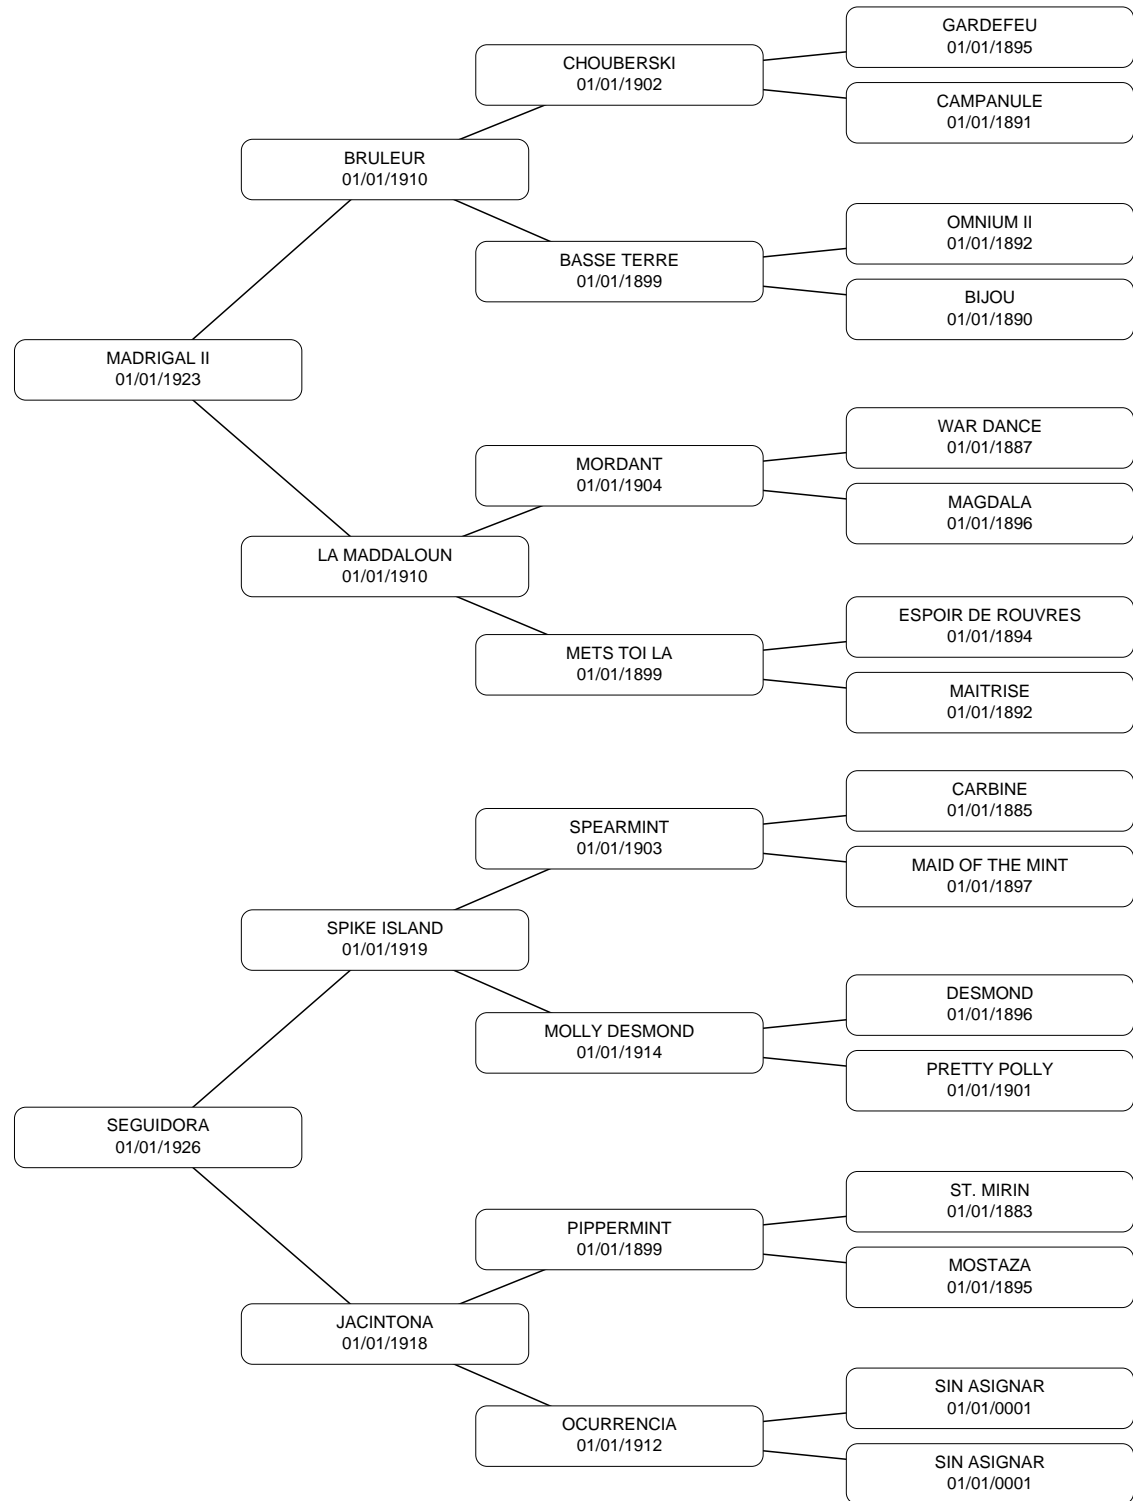 GARDEFEU
01/01/1895
CHOUBERSKI
01/01/1902
CAMPANULE
01/01/1891
BRULEUR
01/01/1910
OMNIUM II
01/01/1892
BASSE TERRE
01/01/1899
BIJOU
01/01/1890
MADRIGAL II
01/01/1923
WAR DANCE
01/01/1887
MORDANT
01/01/1904
MAGDALA
01/01/1896
LA MADDALOUN
01/01/1910
ESPOIR DE ROUVRES
01/01/1894
METS TOI LA
01/01/1899
MAITRISE
01/01/1892
CARBINE
01/01/1885
SPEARMINT
01/01/1903
MAID OF THE MINT
01/01/1897
SPIKE ISLAND
01/01/1919
DESMOND
01/01/1896
MOLLY DESMOND
01/01/1914
PRETTY POLLY
01/01/1901
SEGUIDORA
01/01/1926
ST. MIRIN
01/01/1883
PIPPERMINT
01/01/1899
MOSTAZA
01/01/1895
JACINTONA
01/01/1918
SIN ASIGNAR
01/01/0001
OCURRENCIA
01/01/1912
SIN ASIGNAR
01/01/0001